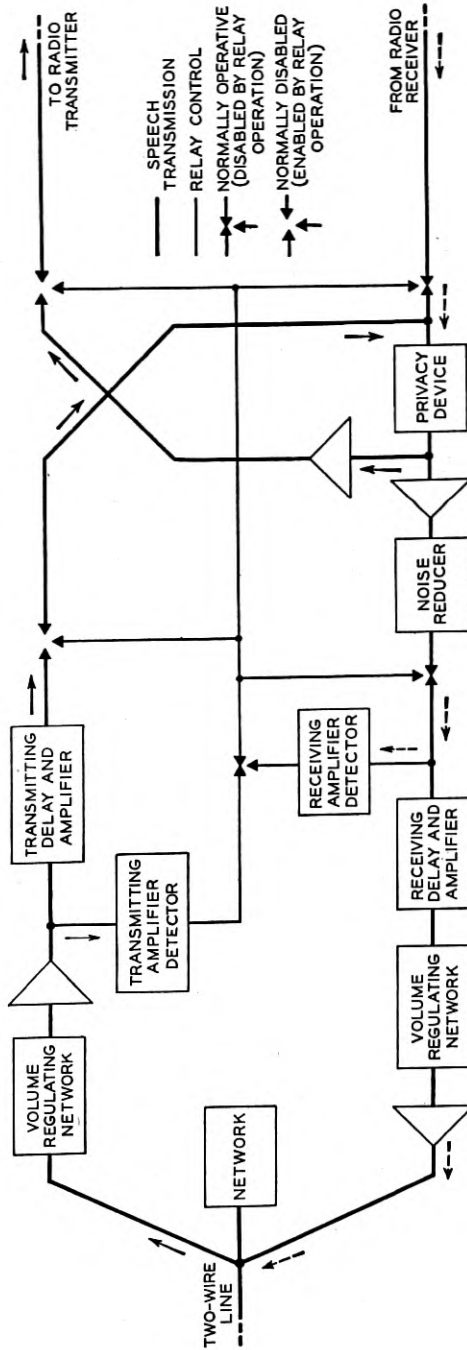 TO RADIO
TRANSMITTER
SPEECH
TRANSMISSION
RELAY CONTROL
NORMALLY OPERATIVE
(DISABLED BY RELAY
OPERATION)
NORMALLY DISABLED
(ENABLED BY RELAY
OPERATION)
FROM RADIO
RECEIVER
TRANSMITTING
DELAY AND
AMPLIFIER
PRIVACY
DEVICE
VOLUME
REGULATING
NETWORK
TRANSMITTING
AMPLIFIER
DETECTOR
RECEIVING
AMPLIFIER
DETECTOR
NOISE
REDUCER
NETWORK
RECEIVING
DELAY AND
AMPLIFIER
TWO-WIRE
LINE
VOLUME
REGULATING
NETWORK